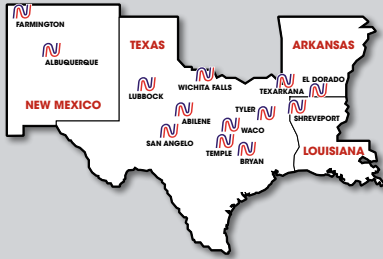 FARMINGTON
ALBUQUERQUE
NEW MEXICO
TEXAS
LUBBOCK
WICHITA FALLS
ABILENE
SAN ANGELO
TYLER
WACO
TEMPLE
BRYAN
ARKANSAS
TEXARKANA
EL DORADO
SHREVEPORT
LOUISIANA